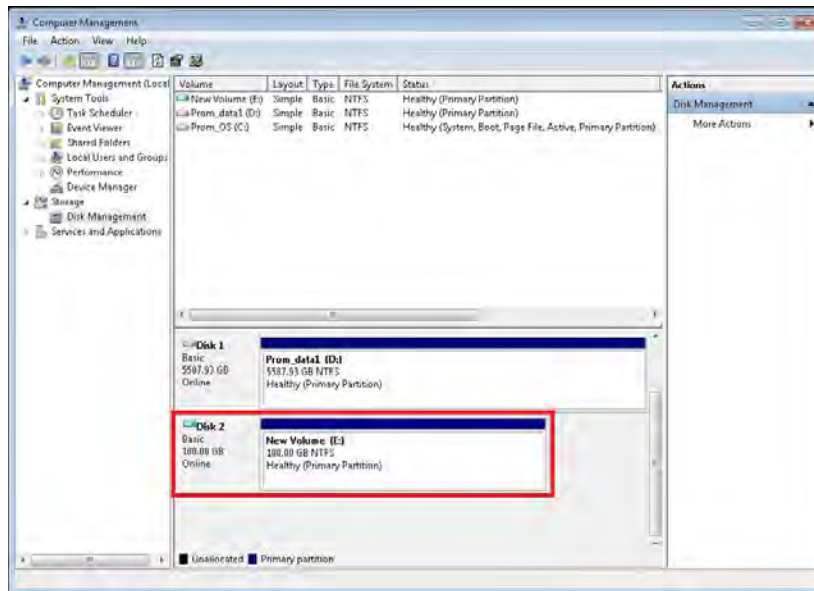 Computer Management
File Action View Help
Computer Management (Local
System Tools
Task Scheduler
Event Viewer
Shared Folders
Local Users and Groups
Performance
Device Manager
Storage
Disk Management
Services and Applications
Volume Layout Type File System Status
New Volume (E:) Simple Basic NTFS Healthy (Primary Partition)
Prom_data1 (D:) Simple Basic NTFS Healthy (Primary Partition)
Prom_OS (C:) Simple Basic NTFS Healthy (System, Boot, Page File, Active, Primary Partition)
Disk 1
Basic
5587.93 GB
Online
Prom_data1 (D:)
5587.93 GB NTFS
Healthy (Primary Partition)
Disk 2
Basic
100.00 GB
Online
New Volume (E:)
100.00 GB NTFS
Healthy (Primary Partition)
Unallocated Primary partition
Actions
Disk Management
More Actions